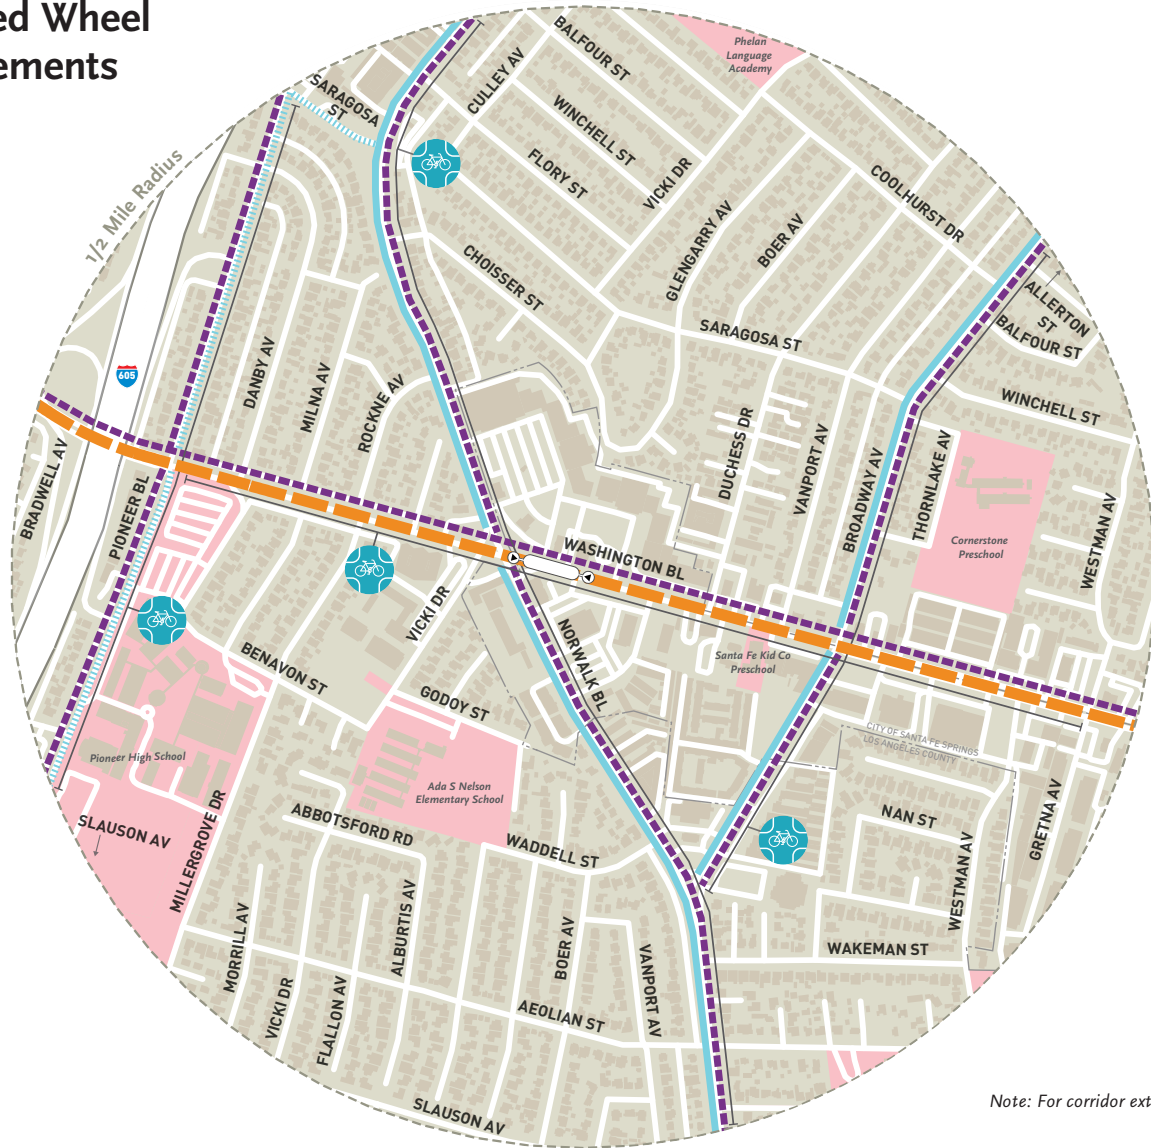 ed Wheel
ements
1/2 Mile Radius
SARAGOSA
ST
CULLEY AV
BALFOUR ST
WINCHELL ST
FLORY ST
VICKI DR
Phelan
Language
Academy
COOLHURST DR
GLENGARRY AV
BOER AV
CHOISSER ST
SARAGOSA ST
ALLERTON
ST
BALFOUR ST
WINCHELL ST
605
DANBY AV
MILNA AV
ROCKNE AV
DUCHESS DR
VANPORT AV
BROADWAY AV
THORNLAKE AV
WESTMAN AV
Cornerstone
Preschool
BRADWELL AV
PIONEER BL
WASHINGTON BL
VICKI DR
NORWALK BL
Santa Fe Kid Co
Preschool
BENAVON ST
GODOY ST
CITY OF SANTA FE SPRINGS
LOS ANGELES COUNTY
Pioneer High School
Ada S Nelson
Elementary School
SLAUSON AV
MILLERGROVE DR
ABBOTSFORD RD
WADDELL ST
NAN ST
GRETNA AV
WESTMAN AV
MORRILL AV
VICKI DR
FLALLON AV
ALBURTIS AV
BOER AV
VANPORT AV
WAKEMAN ST
AEOLIAN ST
SLAUSON AV
Note: For corridor ext